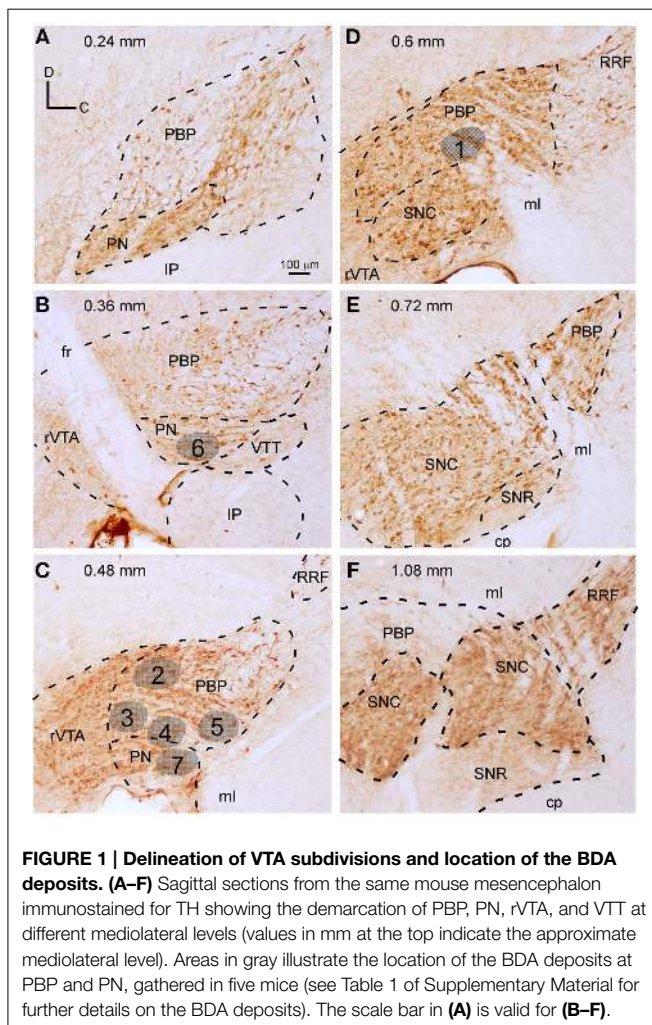 A 0.24 mm
D
C
PBP
PN
IP
100 µm
B 0.36 mm
fr
PBP
rVTA
PN
6
VTT
IP
C 0.48 mm
RRF
2
PBP
rVTA
3
4
5
PN
7
ml
D 0.6 mm
RRF
PBP
1
SNC
ml
rVTA
E 0.72 mm
PBP
SNC
ml
SNR
cp
F 1.08 mm
ml
RRF
PBP
SNC
SNC
SNR
cp
FIGURE 1 | Delineation of VTA subdivisions and location of the BDA
deposits. (A–F) Sagittal sections from the same mouse mesencephalon
immunostained for TH showing the demarcation of PBP, PN, rVTA, and VTT at
different mediolateral levels (values in mm at the top indicate the approximate
mediolateral level). Areas in gray illustrate the location of the BDA deposits at
PBP and PN, gathered in five mice (see Table 1 of Supplementary Material for
further details on the BDA deposits). The scale bar in (A) is valid for (B–F).